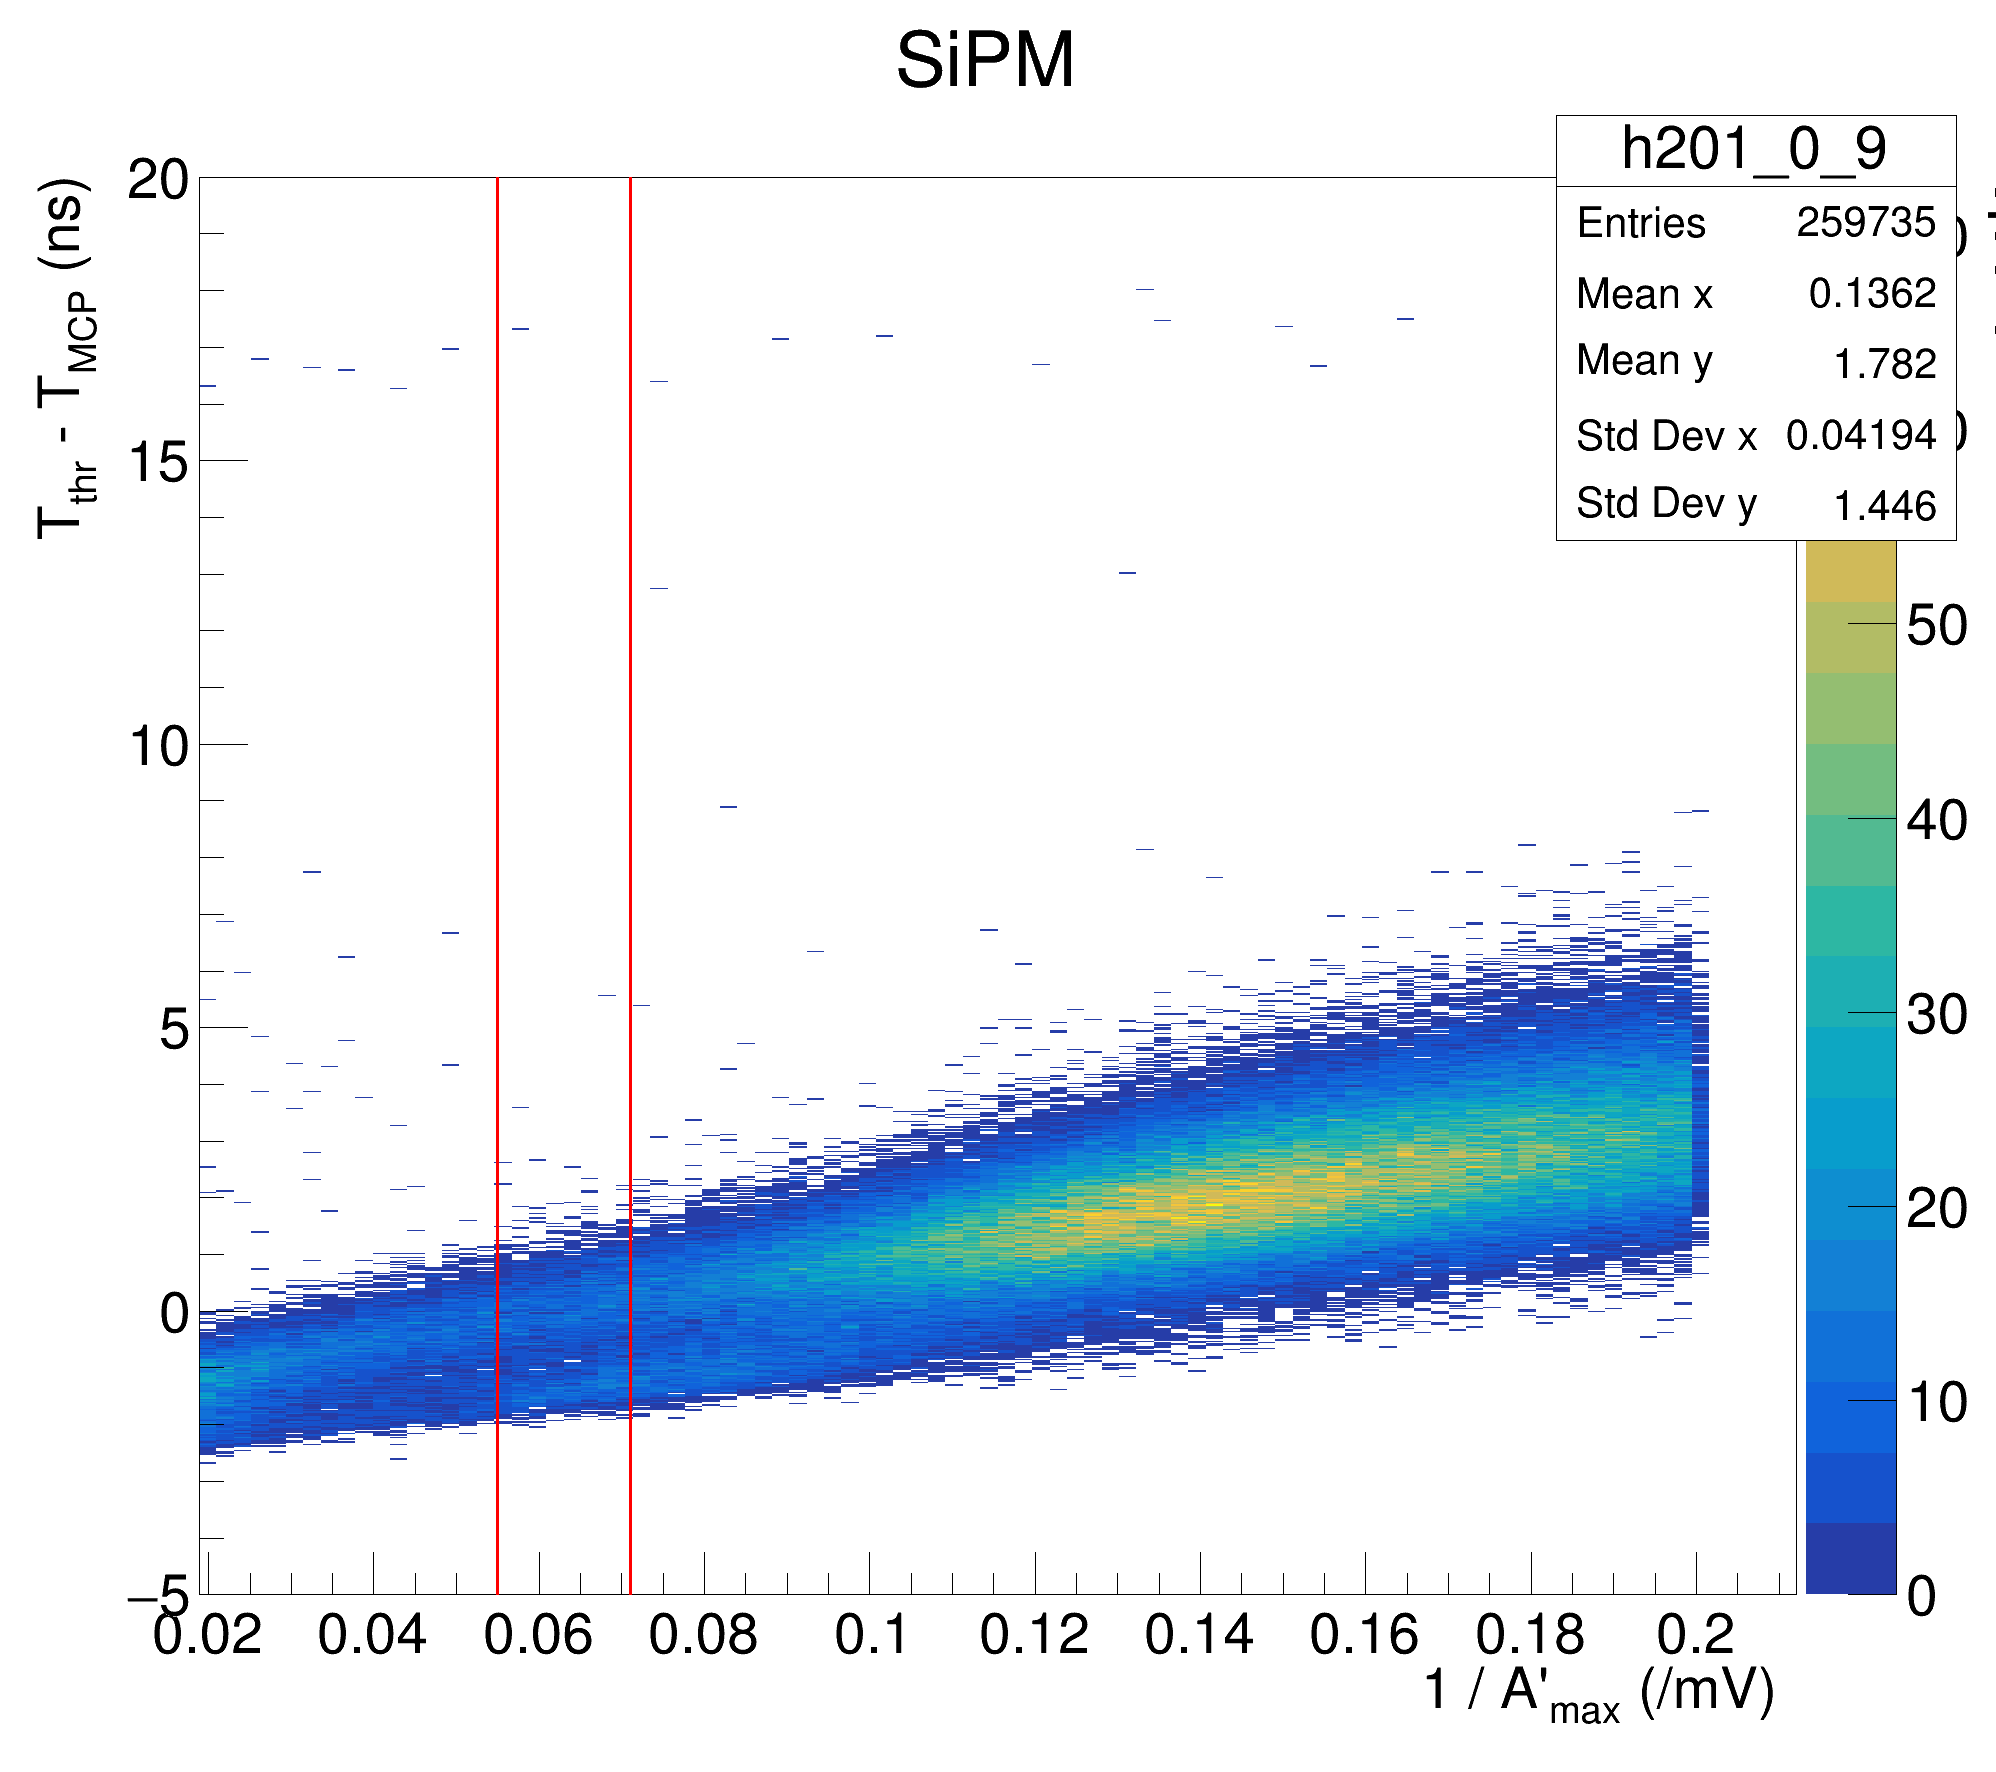 SiPM
h201_0_9
Entries 259735
Mean x 0.1362
Mean y 1.782
Std Dev x 0.04194
Std Dev y 1.446
T_thr - T_MCP (ns)
20
15
10
5
0
−5
0.02 0.04 0.06 0.08 0.1 0.12 0.14 0.16 0.18 0.2
1 / A'_max (/mV)
50
40
30
20
10
0